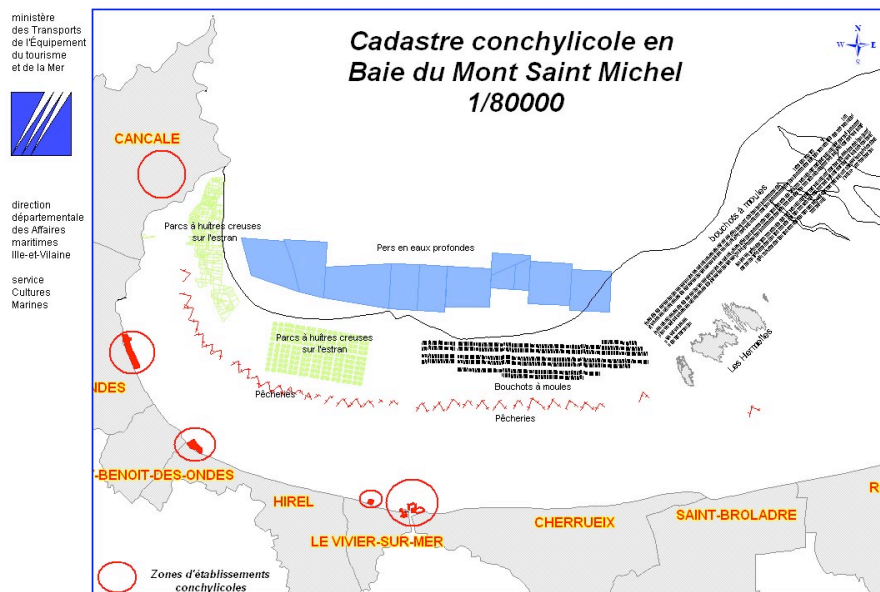 ministère
des Transports
de l'Équipement
du tourisme
et de la Mer
direction
départementale
des Affaires
maritimes
Ille-et-Vilaine
service
Cultures
Marines
Cadastre conchylicole en
Baie du Mont Saint Michel
1/80000
N
W
E
S
CANCALE
Parcs à huîtres creuses
sur l'estran
Pers en eaux profondes
bouchots à moules
Les Hermelles
Parcs à huîtres creuses
sur l'estran
Bouchots à moules
Pêcheries
Pêcheries
NDES
T-BENOIT-DES-ONDES
HIREL
LE VIVIER-SUR-MER
CHERRUEIX
SAINT-BROLADRE
R
Zones d'établissements
conchylicoles